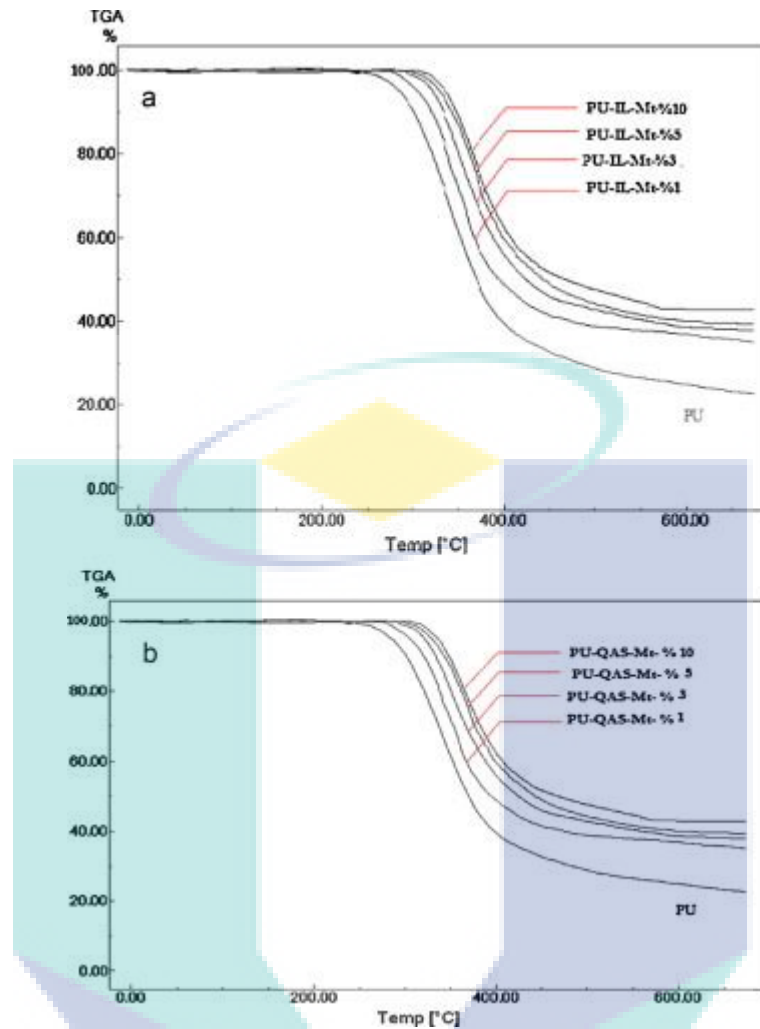 TGA
%
a
100.00
80.00
60.00
40.00
20.00
0.00
PU-IL-Mt-%10
PU-IL-Mt-%5
PU-IL-Mt-%3
PU-IL-Mt-%1
PU
0.00 200.00 400.00 600.00
Temp [°C]
TGA
%
b
100.00
80.00
60.00
40.00
20.00
0.00
PU-QAS-Mt- % 10
PU-QAS-Mt- % 5
PU-QAS-Mt- % 3
PU-QAS-Mt- % 1
PU
0.00 200.00 400.00 600.00
Temp [°C]